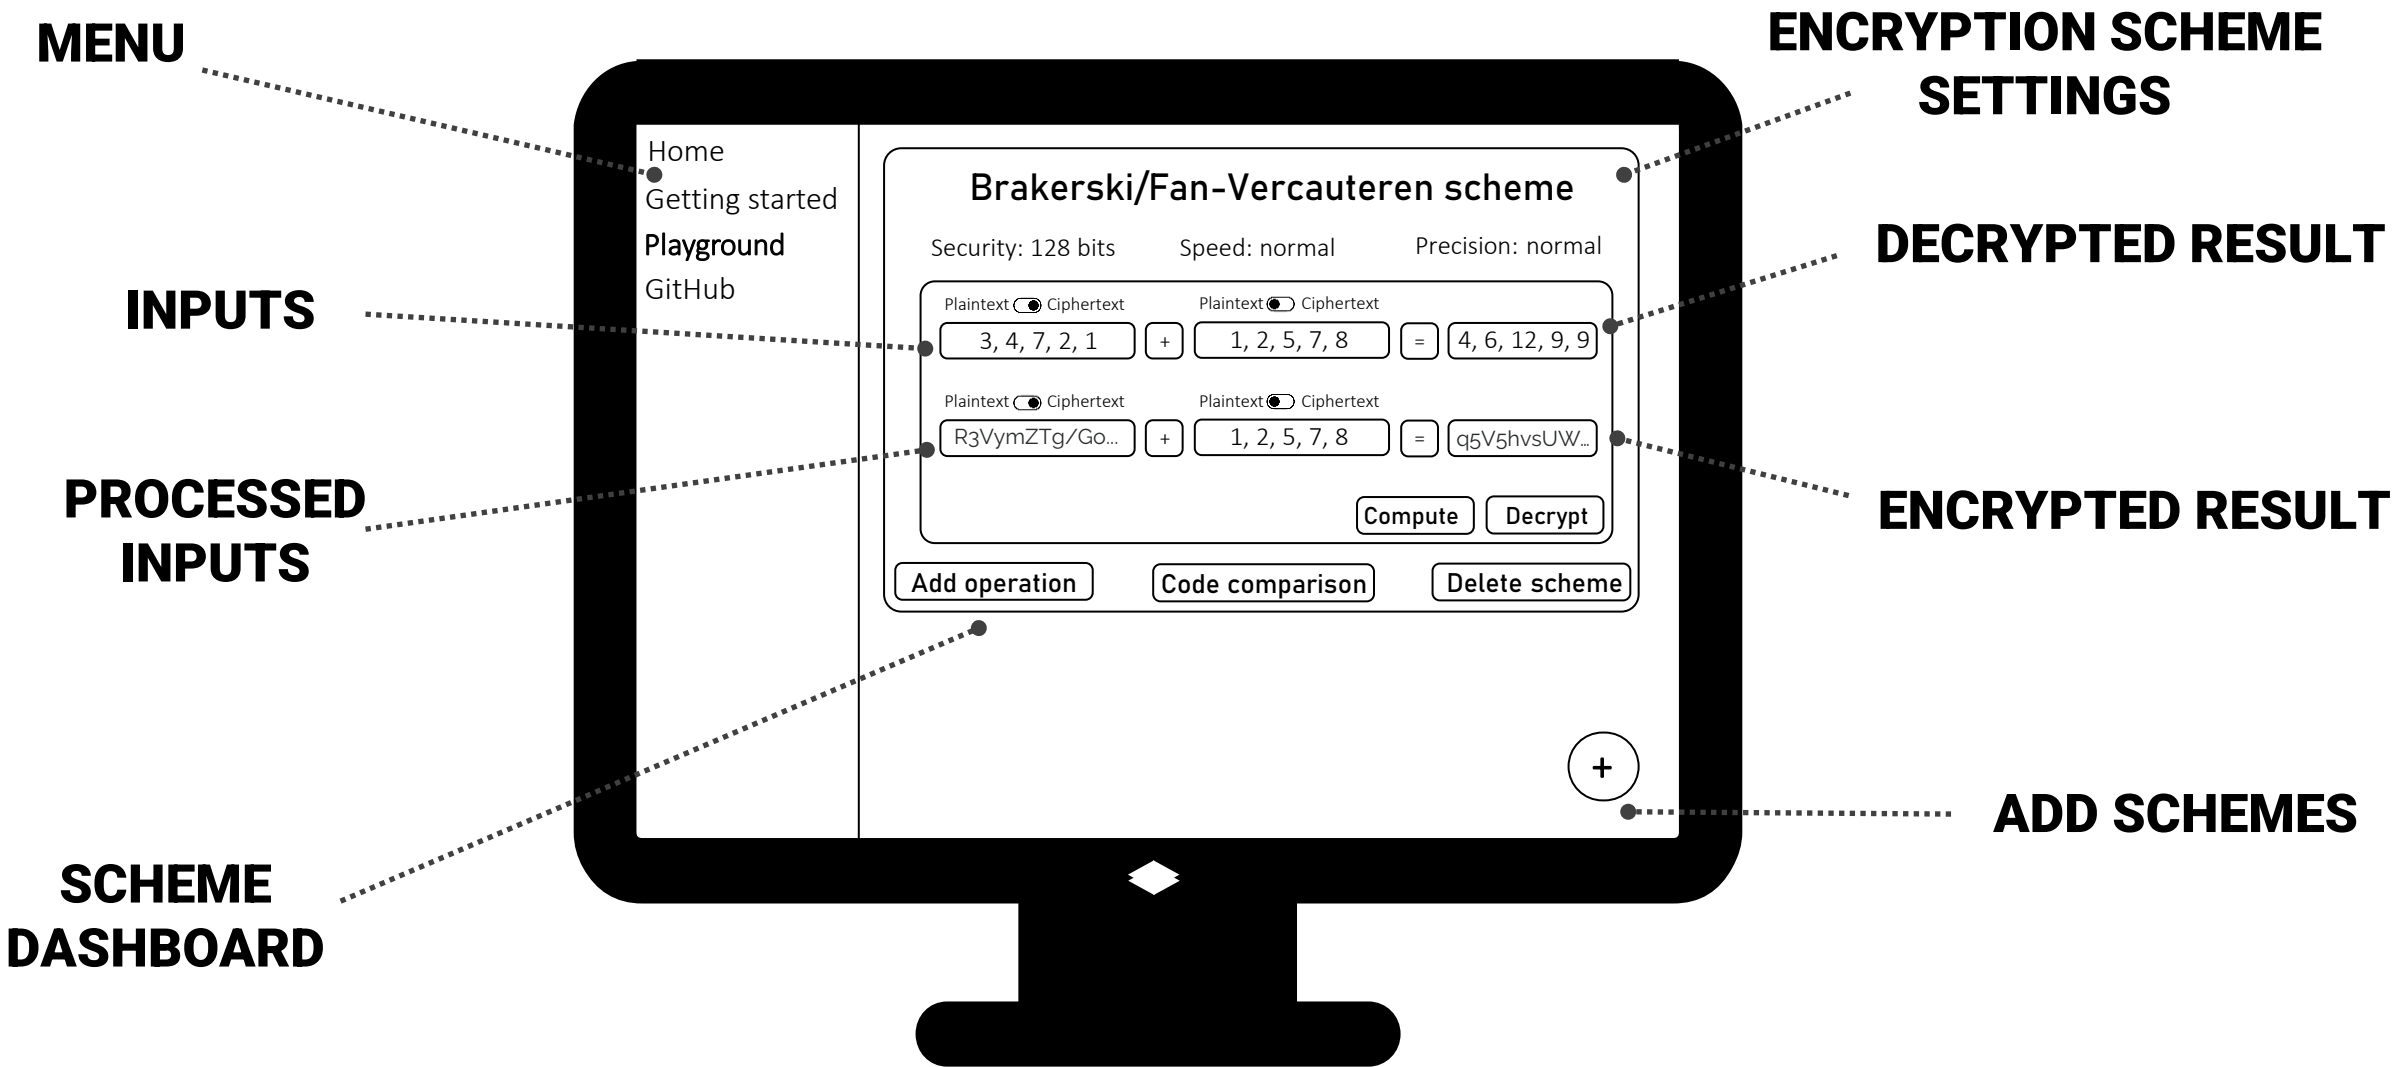 MENU
ENCRYPTION SCHEME
SETTINGS
Home
Getting started
Playground
GitHub
Brakerski/Fan-Vercauteren scheme
Security: 128 bits Speed: normal Precision: normal
DECRYPTED RESULT
INPUTS
Plaintext Ciphertext Plaintext Ciphertext
3, 4, 7, 2, 1 + 1, 2, 5, 7, 8 = 4, 6, 12, 9, 9
Plaintext Ciphertext Plaintext Ciphertext
R3VymZTg/Go... + 1, 2, 5, 7, 8 = q5V5hvsUW...
PROCESSED
INPUTS
ENCRYPTED RESULT
Compute Decrypt
Add operation Code comparison Delete scheme
+
ADD SCHEMES
SCHEME
DASHBOARD